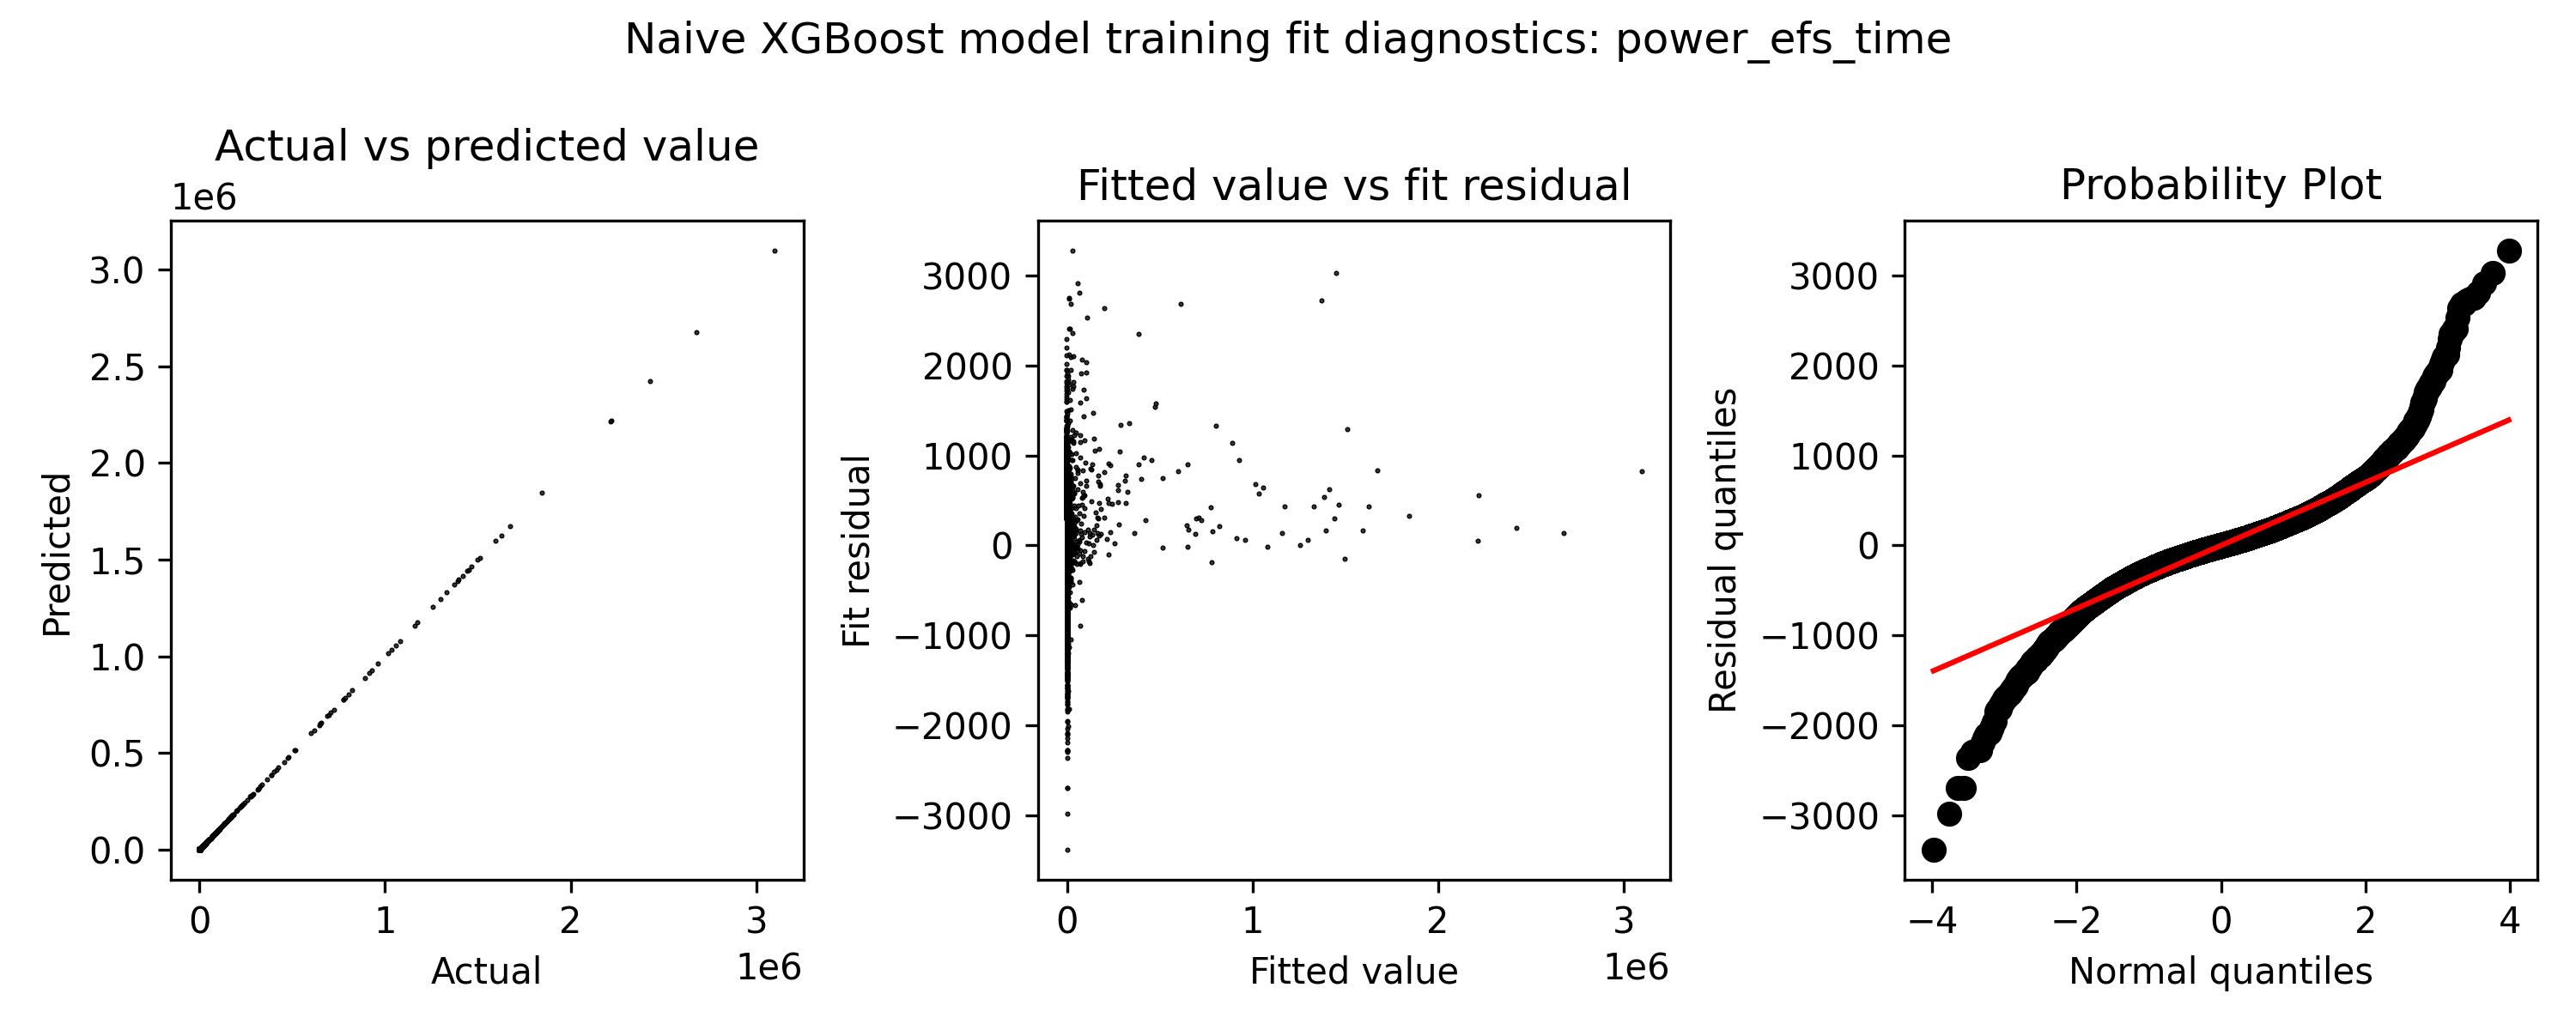 Naive XGBoost model training fit diagnostics: power_efs_time
Actual vs predicted value
1e6
3.0
2.5
2.0
1.5
1.0
0.5
0.0
Predicted
0 1 2 3
Actual
1e6
Fitted value vs fit residual
3000
2000
1000
0
−1000
−2000
−3000
Fit residual
0 1 2 3
Fitted value
1e6
Probability Plot
3000
2000
1000
0
−1000
−2000
−3000
Residual quantiles
−4 −2 0 2 4
Normal quantiles